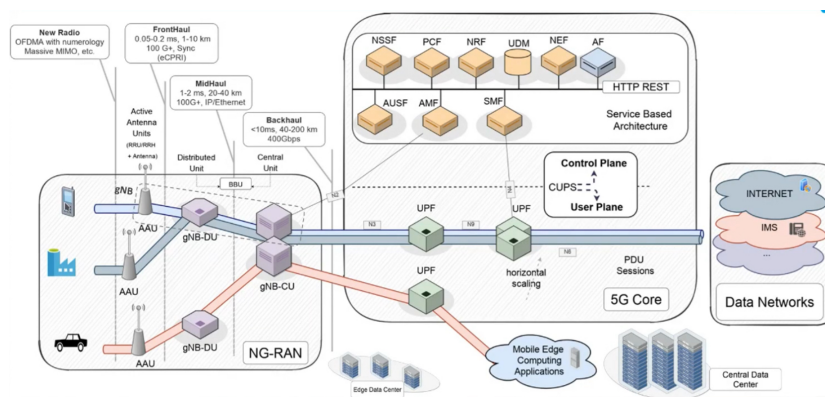 New Radio
OFDMA with numerology
Massive MIMO, etc.
FrontHaul
0.05-0.2 ms, 1-10 km
100 G+, Sync
(eCPRI)
MidHaul
1-2 ms, 20-40 km
100G+, IP/Ethernet
Backhaul
<10ms, 40-200 km
400Gbps
Active
Antenna
Units
(RRU/RRH
+ Antenna)
Distributed
Unit
BBU
Central
Unit
NSSF
PCF
NRF
UDM
NEF
AF
HTTP REST
AUSF
AMF
SMF
Service Based
Architecture
Control Plane
CUPS
User Plane
N2
N4
gNB
AAU
gNB-DU
AAU
gNB-CU
gNB-DU
AAU
NG-RAN
N3
UPF
N9
UPF
N6
horizontal
scaling
PDU
Sessions
UPF
5G Core
INTERNET
IMS
...
Data Networks
Mobile Edge
Computing
Applications
Edge Data Center
Central Data
Center